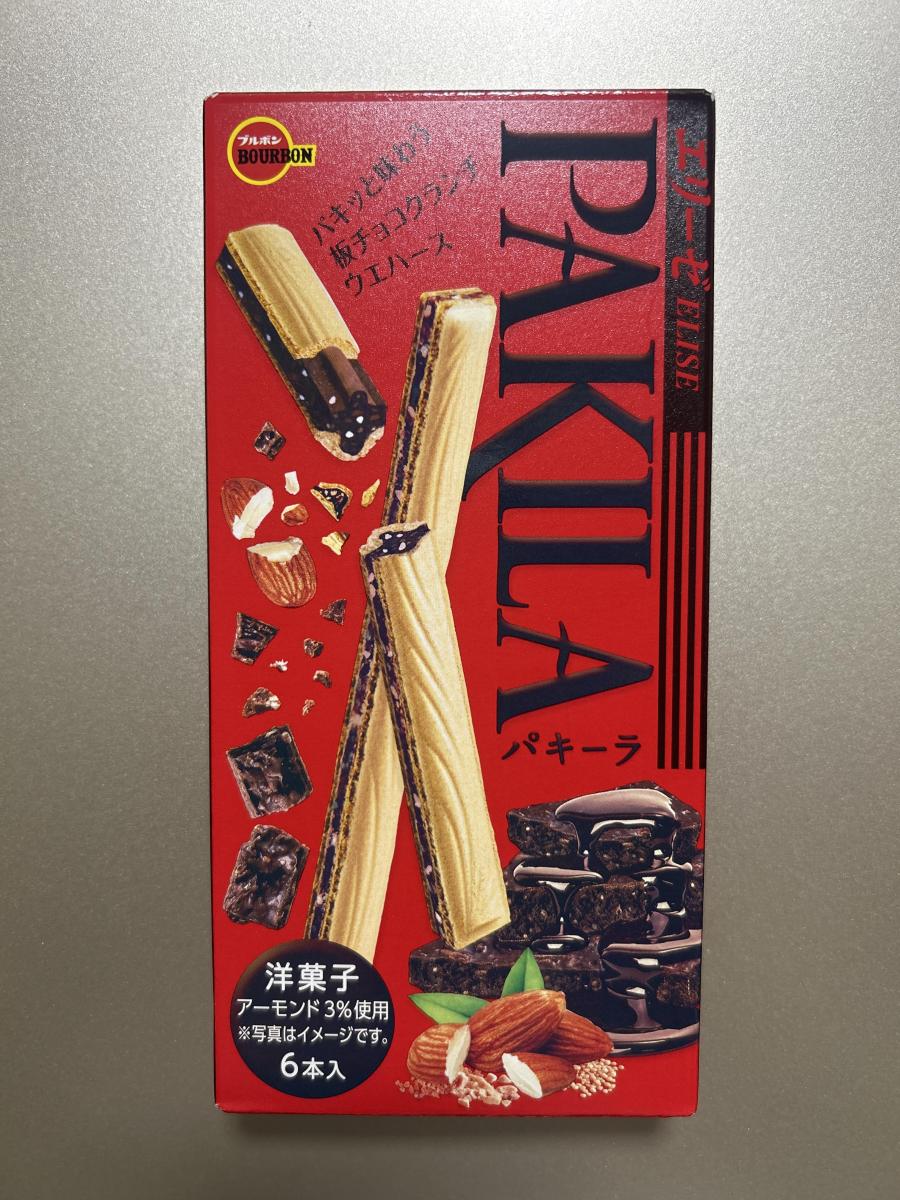 ブルボン
BOURBON
パキッと味わう
板チョコクランチ
ウエハース
エリーゼ ELISE
PAKILA
パキーラ
洋菓子
アーモンド3%使用
※写真はイメージです。
6本入